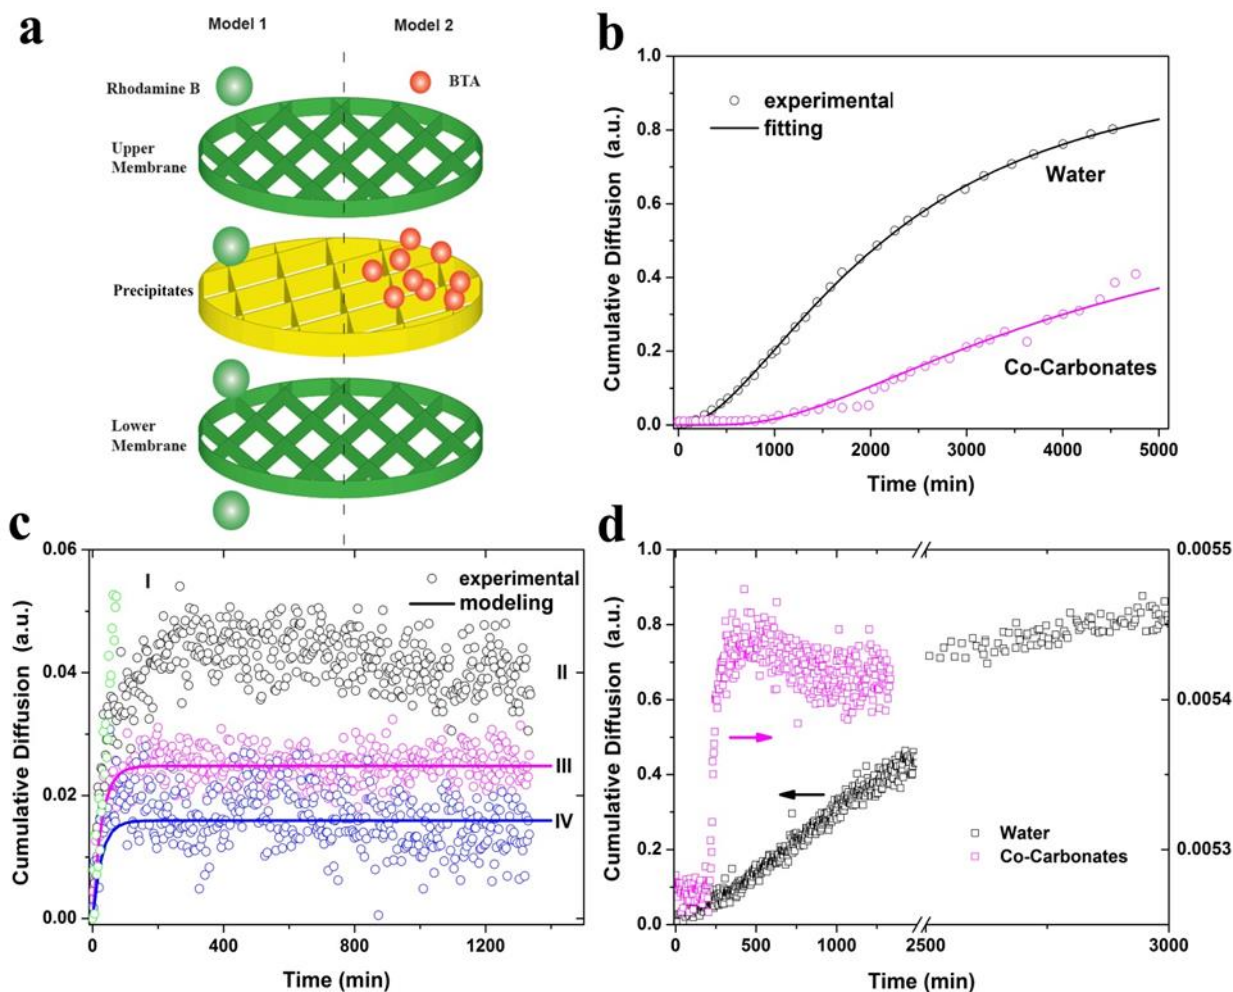 a
Model 1
Model 2
Rhodamine B
BTA
Upper
Membrane
Precipitates
Lower
Membrane
b
1.0
0.8
0.6
0.4
0.2
0.0
Cumulative Diffusion (a.u.)
experimental
fitting
Water
Co-Carbonates
0
1000
2000
3000
4000
5000
Time (min)
c
0.06
0.04
0.02
0.00
Cumulative Diffusion (a.u.)
I
experimental
modeling
II
III
IV
0
400
800
1200
Time (min)
d
1.0
0.8
0.6
0.4
0.2
0.0
Cumulative Diffusion (a.u.)
0.0055
0.0054
0.0053
Water
Co-Carbonates
0
500
1000
2500
3000
Time (min)